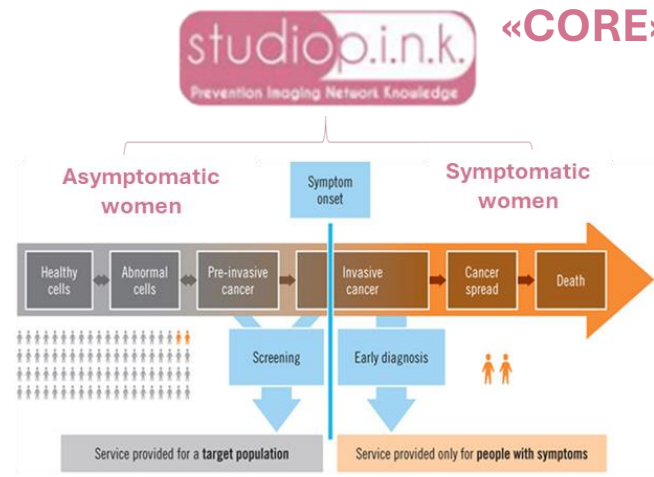 studiop.i.n.k.
Prevention Imaging Network Knowledge
«CORE»
Asymptomatic
women
Symptom
onset
Symptomatic
women
Healthy
cells
Abnormal
cells
Pre-invasive
cancer
Invasive
cancer
Cancer
spread
Death
Screening
Early diagnosis
Service provided for a target population
Service provided only for people with symptoms